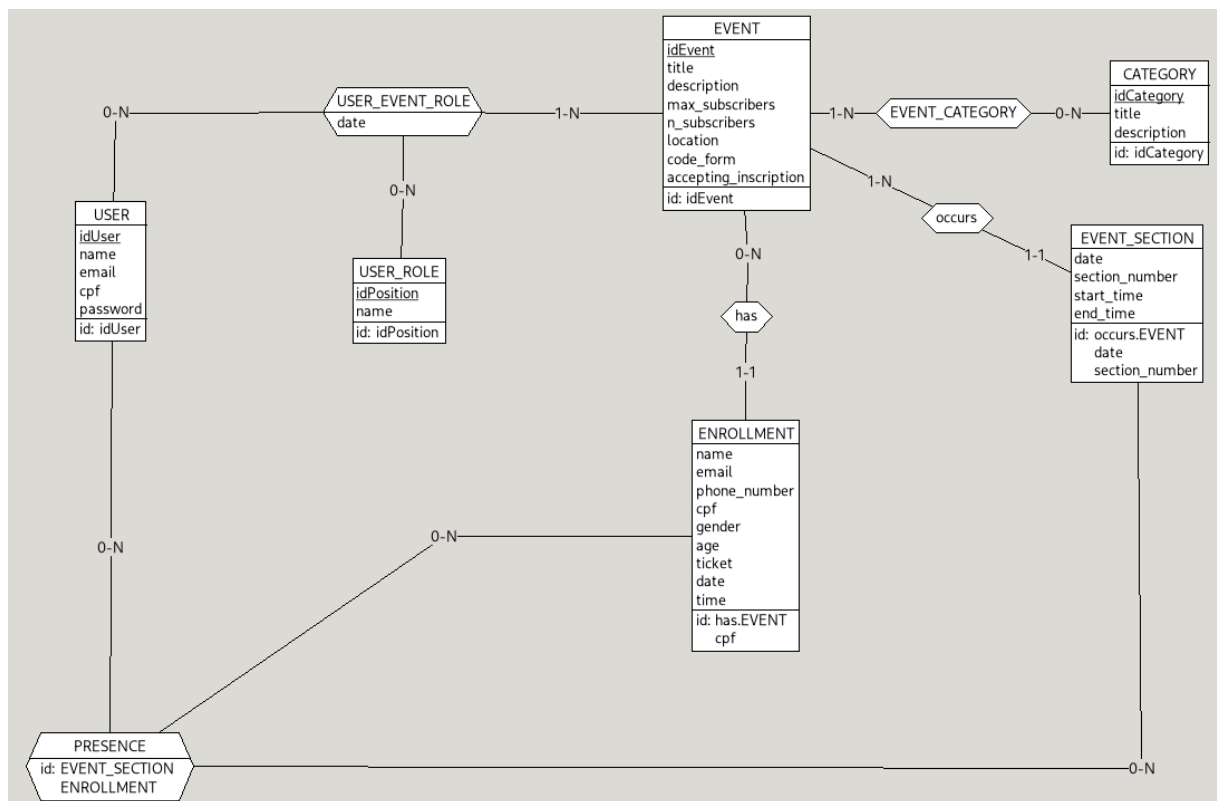 EVENT
idEvent
title
description
max_subscribers
n_subscribers
location
code_form
accepting_inscription
id: idEvent
CATEGORY
idCategory
title
description
id: idCategory
USER_EVENT_ROLE
date
0-N
1-N
1-N
EVENT_CATEGORY
0-N
0-N
1-N
occurs
1-1
USER
idUser
name
email
cpf
password
id: idUser
USER_ROLE
idPosition
name
id: idPosition
EVENT_SECTION
date
section_number
start_time
end_time
id: occurs.EVENT
date
section_number
0-N
has
1-1
ENROLLMENT
name
email
phone_number
cpf
gender
age
ticket
date
time
id: has.EVENT
cpf
0-N
0-N
PRESENCE
id: EVENT_SECTION
ENROLLMENT
0-N